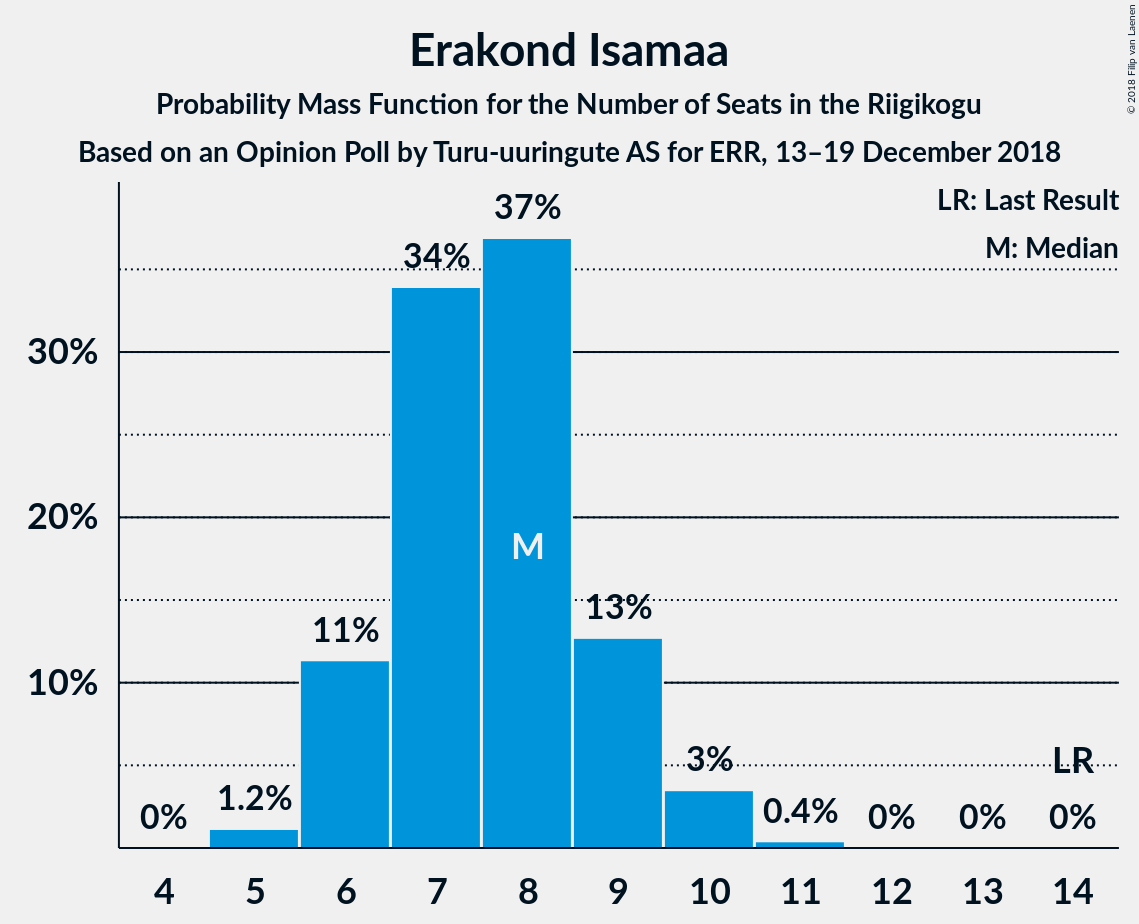 Erakond Isamaa
Probability Mass Function for the Number of Seats in the Riigikogu
Based on an Opinion Poll by Turu-uuringute AS for ERR, 13–19 December 2018
© 2018 Filip van Laenen
LR: Last Result
M: Median
37%
34%
30%
20%
M
13%
11%
10%
3%
LR
1.2%
0%
0.4%
0%
0%
0%
4 5 6 7 8 9 10 11 12 13 14